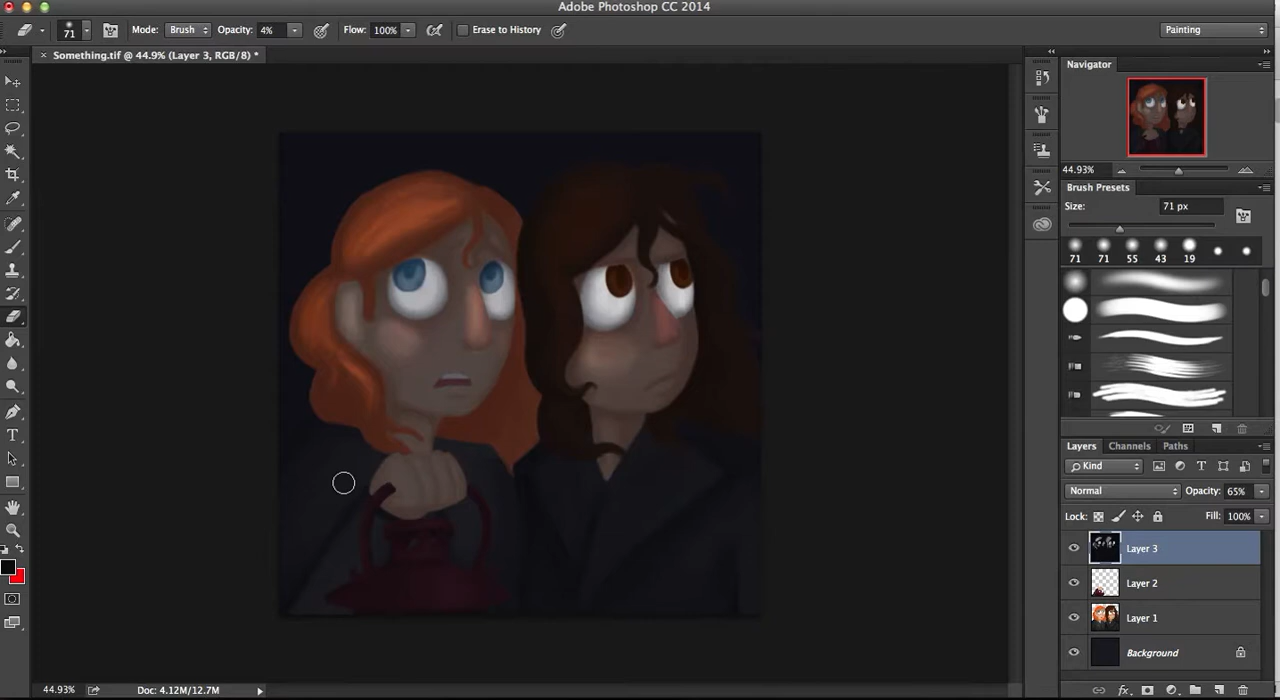 Adobe Photoshop CC 2014
71 Mode: Brush Opacity: 4% Flow: 100% Erase to History Painting
× Something.tif @ 44.9% (Layer 3, RGB/8) *
Navigator
44.93%
Brush Presets
Size: 71 px
71 71 55 43 19
Layers Channels Paths
Kind
Normal Opacity: 65%
Lock: Fill: 100%
Layer 3
Layer 2
Layer 1
Background
44.93% Doc: 4.12M/12.7M